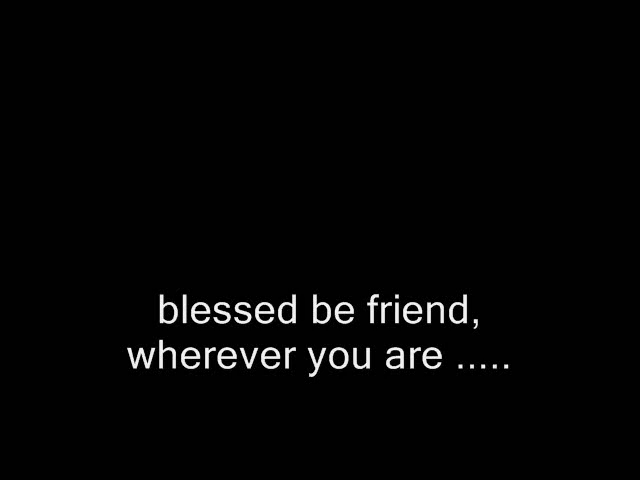 blessed be friend,
wherever you are .....